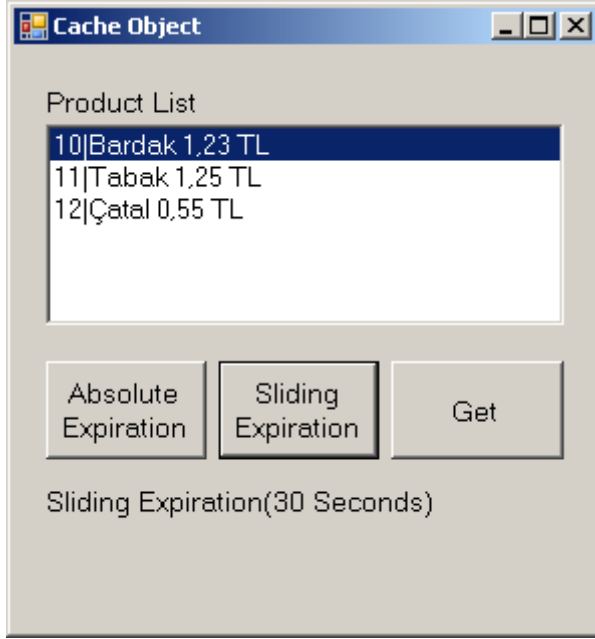 Cache Object
Product List
10|Bardak 1,23 TL
11|Tabak 1,25 TL
12|Çatal 0,55 TL
Absolute
Expiration
Sliding
Expiration
Get
Sliding Expiration(30 Seconds)